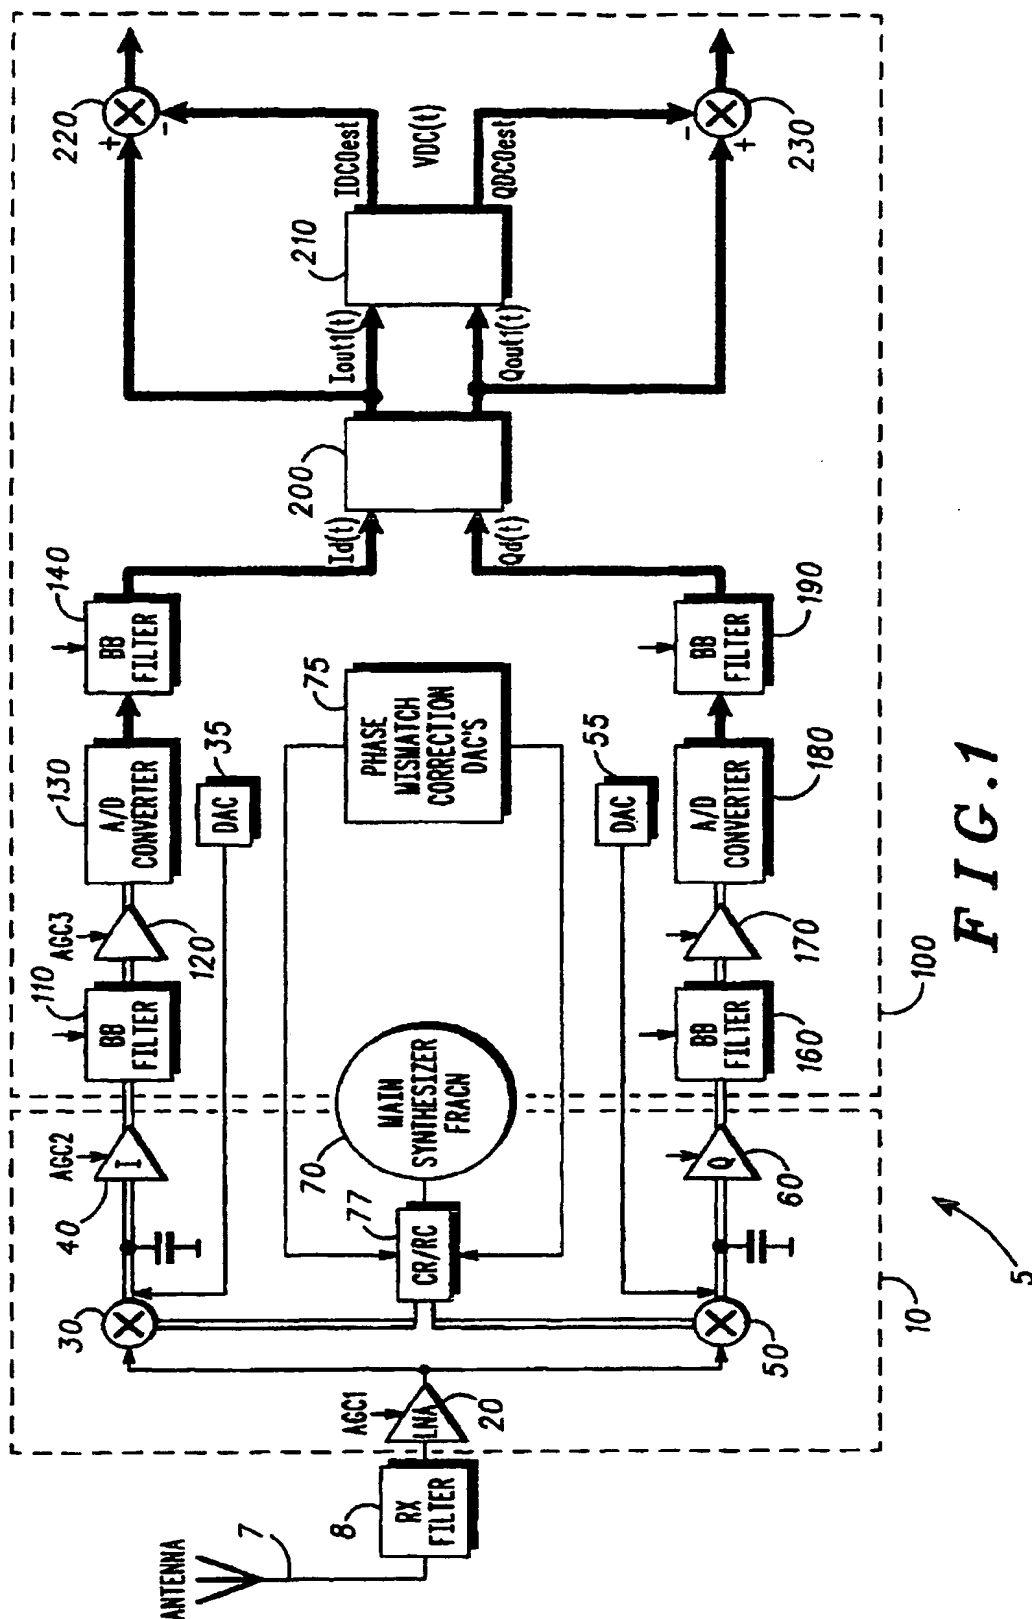 ANTENNA
7
8
RX
FILTER
AGC1
LNA
20
30
50
40
AGC2
I
60
Q
77
CR/RC
70
MAIN
SYNTHESIZER
FRACN
110
BB
FILTER
AGC3
120
130
A/D
CONVERTER
140
BB
FILTER
35
DAC
75
PHASE
MISMATCH
CORRECTION
DAC'S
55
DAC
160
BB
FILTER
170
180
A/D
CONVERTER
190
BB
FILTER
Id(t)
Qd(t)
200
Iout1(t)
Qout1(t)
210
IDC0est
VDC(t)
QDC0est
220
+
-
230
-
+
5
10
100
FIG.1